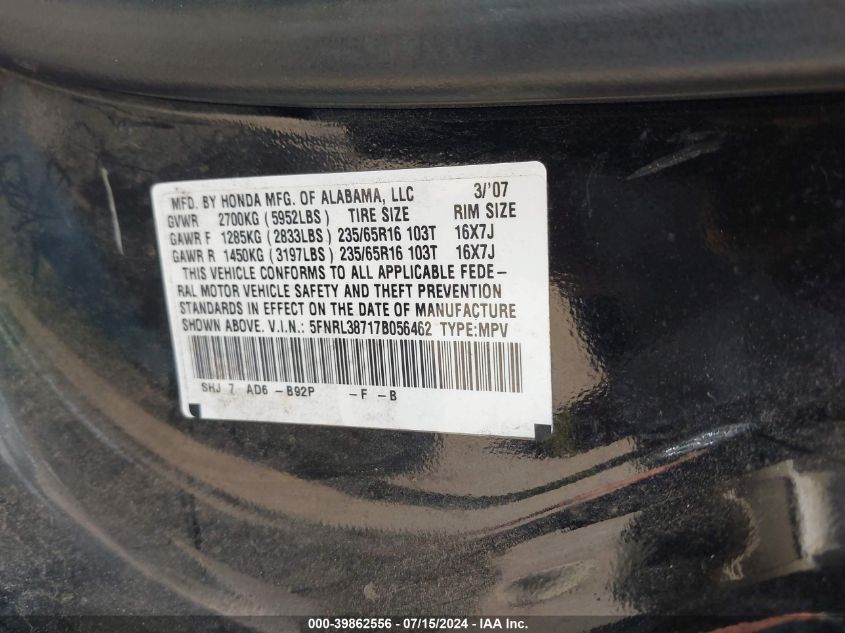 MFD. BY HONDA MFG. OF ALABAMA, LLC 3/'07
GVWR 2700KG (5952LBS) TIRE SIZE RIM SIZE
GAWR F 1285KG (2833LBS) 235/65R16 103T 16X7J
GAWR R 1450KG (3197LBS) 235/65R16 103T 16X7J
THIS VEHICLE CONFORMS TO ALL APPLICABLE FEDE-
RAL MOTOR VEHICLE SAFETY AND THEFT PREVENTION
STANDARDS IN EFFECT ON THE DATE OF MANUFACTURE
SHOWN ABOVE. V.I.N.: 5FNRL38717B056462 TYPE:MPV
SHJ 7 AD6 -B92P -F -B
000-39862556 - 07/15/2024 - IAA Inc.